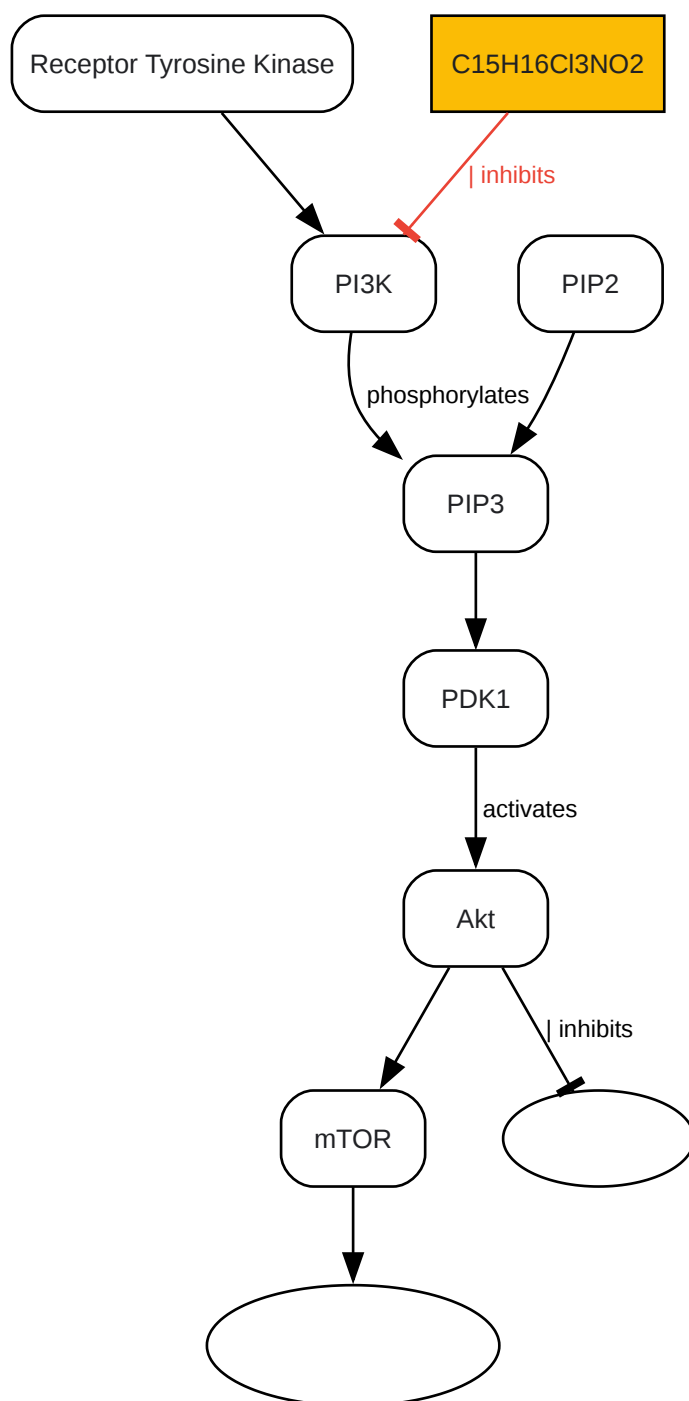 Receptor Tyrosine Kinase
C15H16Cl3NO2
| inhibits
PI3K
PIP2
phosphorylates
PIP3
PDK1
activates
Akt
| inhibits
mTOR